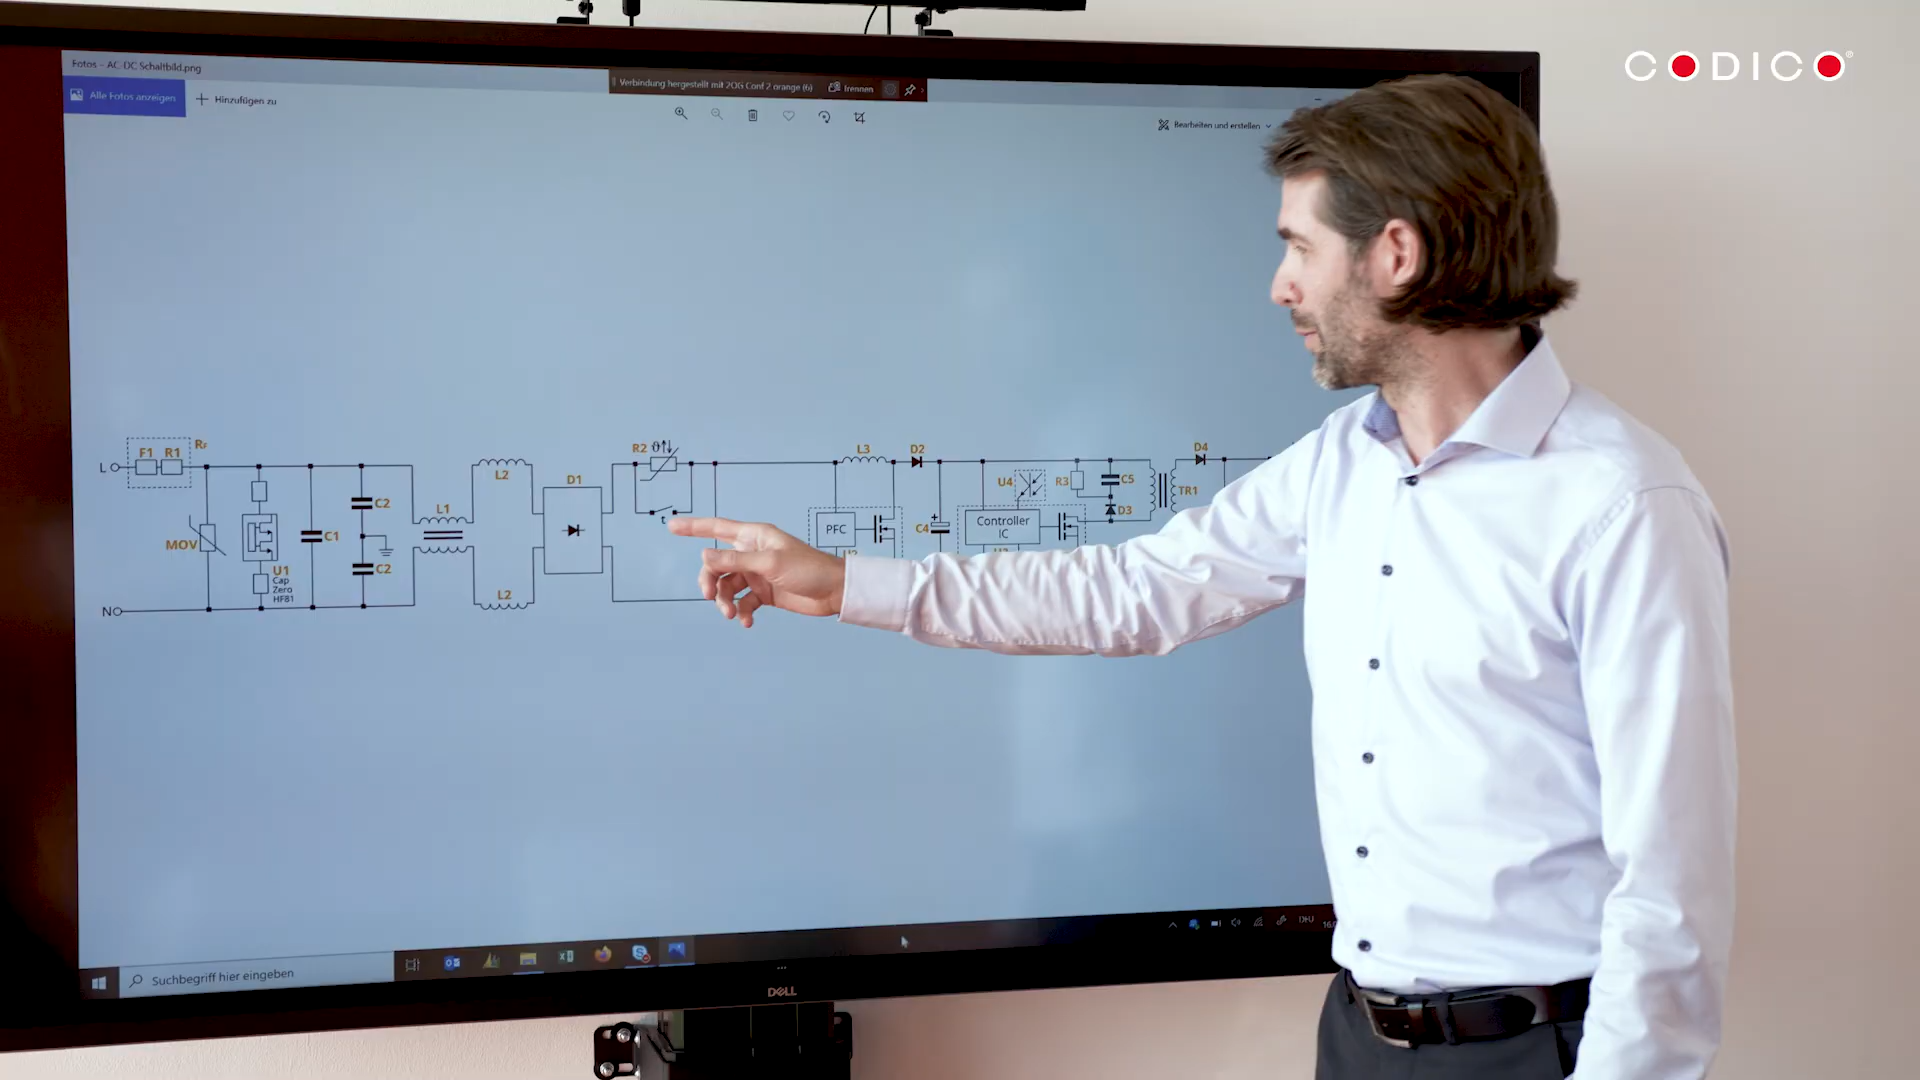 CODICO®
Fotos - AC-DC Schaltbild.png
Alle Fotos anzeigen
Hinzufügen zu
Verbindung hergestellt mit 2OG Conf 2 orange (6)
Trennen
Bearbeiten und erstellen
L
F1 R1
RF
MOV
U1
Cap
Zero
HF81
C1
C2
C2
L1
L2
L2
D1
R2
t
L3
D2
PFC
C4
+
U4
Controller
IC
R3
C5
D3
TR1
D4
N
Suchbegriff hier eingeben
DEU
DELL